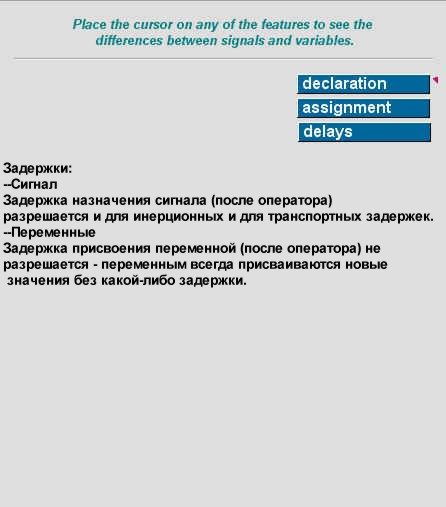 Place the cursor on any of the features to see the
differences between signals and variables.
declaration
assignment
delays
Задержки:
--Сигнал
Задержка назначения сигнала (после оператора)
разрешается и для инерционных и для транспортных задержек.
--Переменные
Задержка присвоения переменной (после оператора) не
разрешается - переменным всегда присваиваются новые
значения без какой-либо задержки.